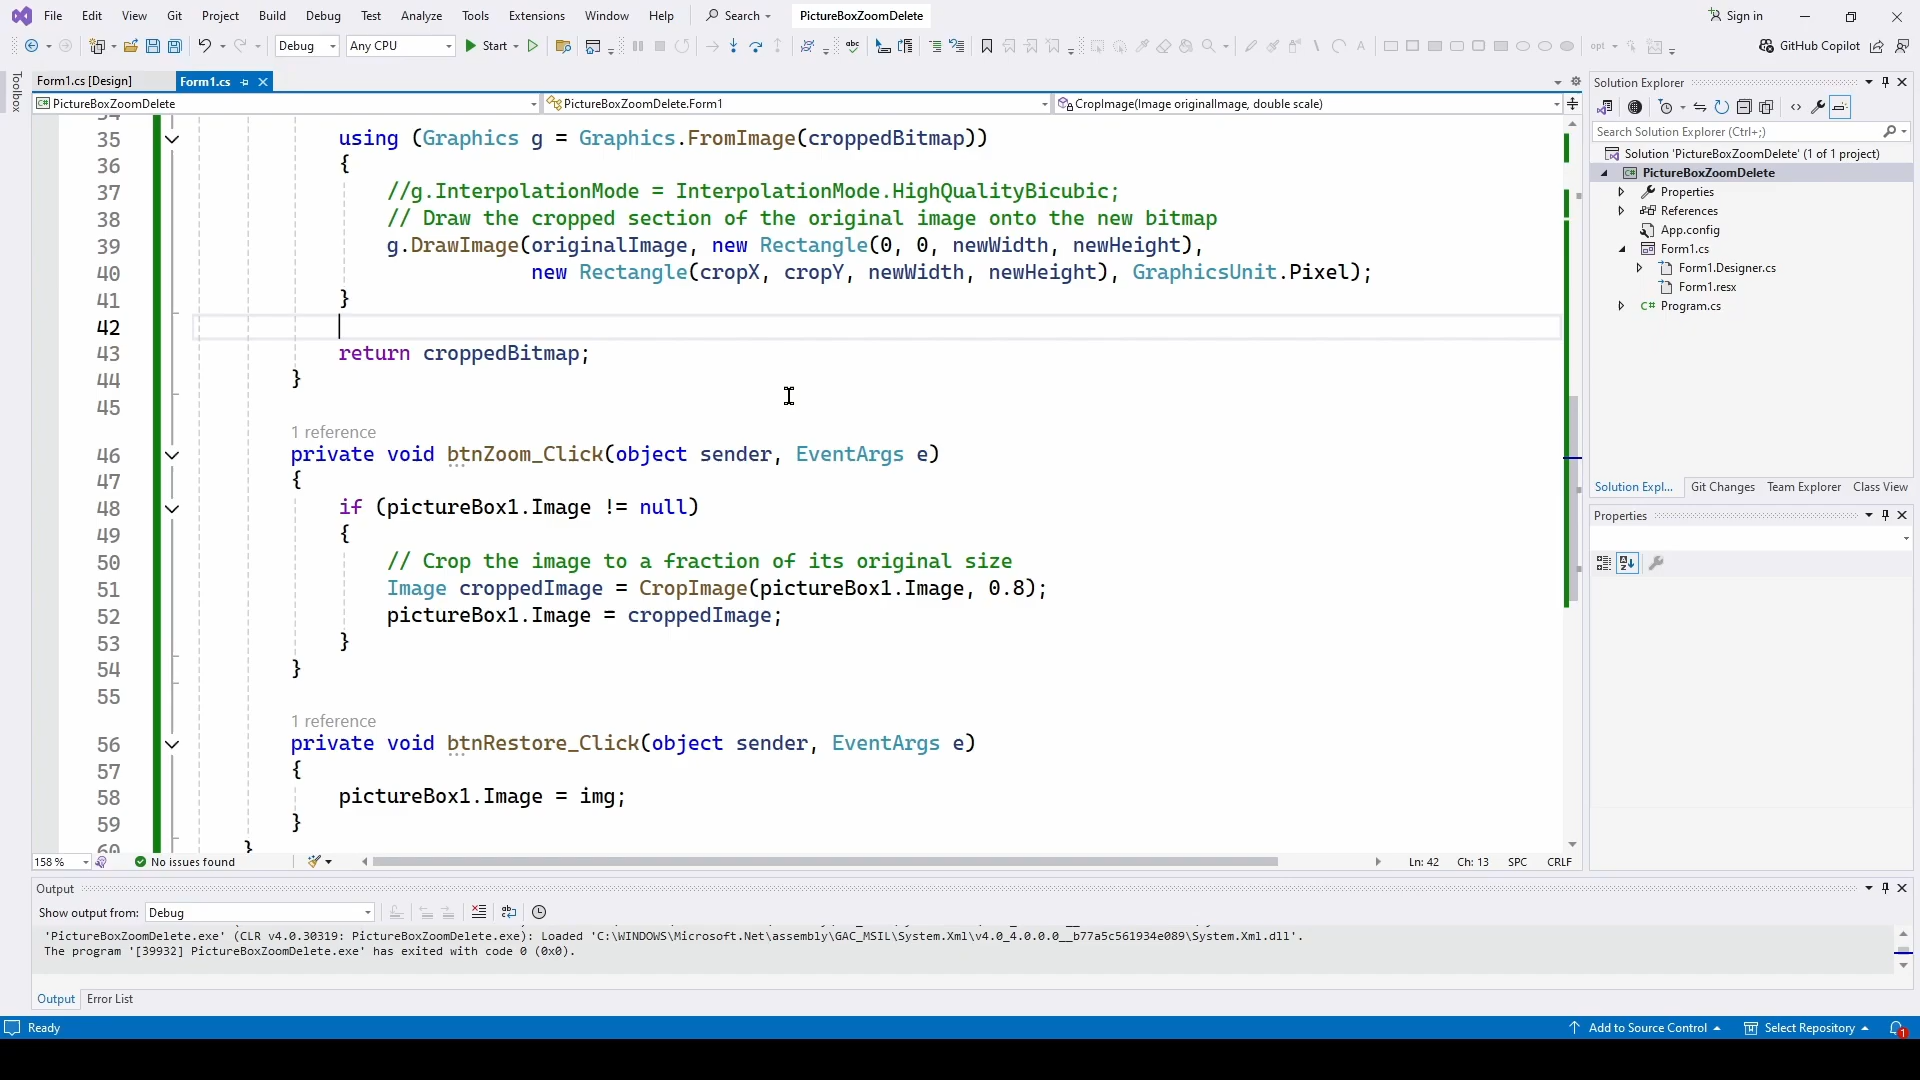 File Edit View Git Project Build Debug Test Analyze Tools Extensions Window Help Search PictureBoxZoomDelete Sign in
Debug Any CPU Start GitHub Copilot
Toolbox
Form1.cs [Design] Form1.cs
PictureBoxZoomDelete PictureBoxZoomDelete.Form1 CropImage(Image originalImage, double scale)
35 using (Graphics g = Graphics.FromImage(croppedBitmap))
36 {
37 //g.InterpolationMode = InterpolationMode.HighQualityBicubic;
38 // Draw the cropped section of the original image onto the new bitmap
39 g.DrawImage(originalImage, new Rectangle(0, 0, newWidth, newHeight),
40 new Rectangle(cropX, cropY, newWidth, newHeight), GraphicsUnit.Pixel);
41 }
42
43 return croppedBitmap;
44 }
45
1 reference
46 private void btnZoom_Click(object sender, EventArgs e)
47 {
48 if (pictureBox1.Image != null)
49 {
50 // Crop the image to a fraction of its original size
51 Image croppedImage = CropImage(pictureBox1.Image, 0.8);
52 pictureBox1.Image = croppedImage;
53 }
54 }
55
1 reference
56 private void btnRestore_Click(object sender, EventArgs e)
57 {
58 pictureBox1.Image = img;
59 }
60 }
158 % No issues found Ln: 42 Ch: 13 SPC CRLF
Solution Explorer
Search Solution Explorer (Ctrl+;)
Solution 'PictureBoxZoomDelete' (1 of 1 project)
C# PictureBoxZoomDelete
Properties
References
App.config
Form1.cs
Form1.Designer.cs
Form1.resx
C# Program.cs
Solution Expl... Git Changes Team Explorer Class View
Properties
Output
Show output from: Debug
'PictureBoxZoomDelete.exe' (CLR v4.0.30319: PictureBoxZoomDelete.exe): Loaded 'C:\WINDOWS\Microsoft.Net\assembly\GAC_MSIL\System.Xml\v4.0_4.0.0.0__b77a5c561934e089\System.Xml.dll'.
The program '[39932] PictureBoxZoomDelete.exe' has exited with code 0 (0x0).
Output Error List
Ready Add to Source Control Select Repository 1